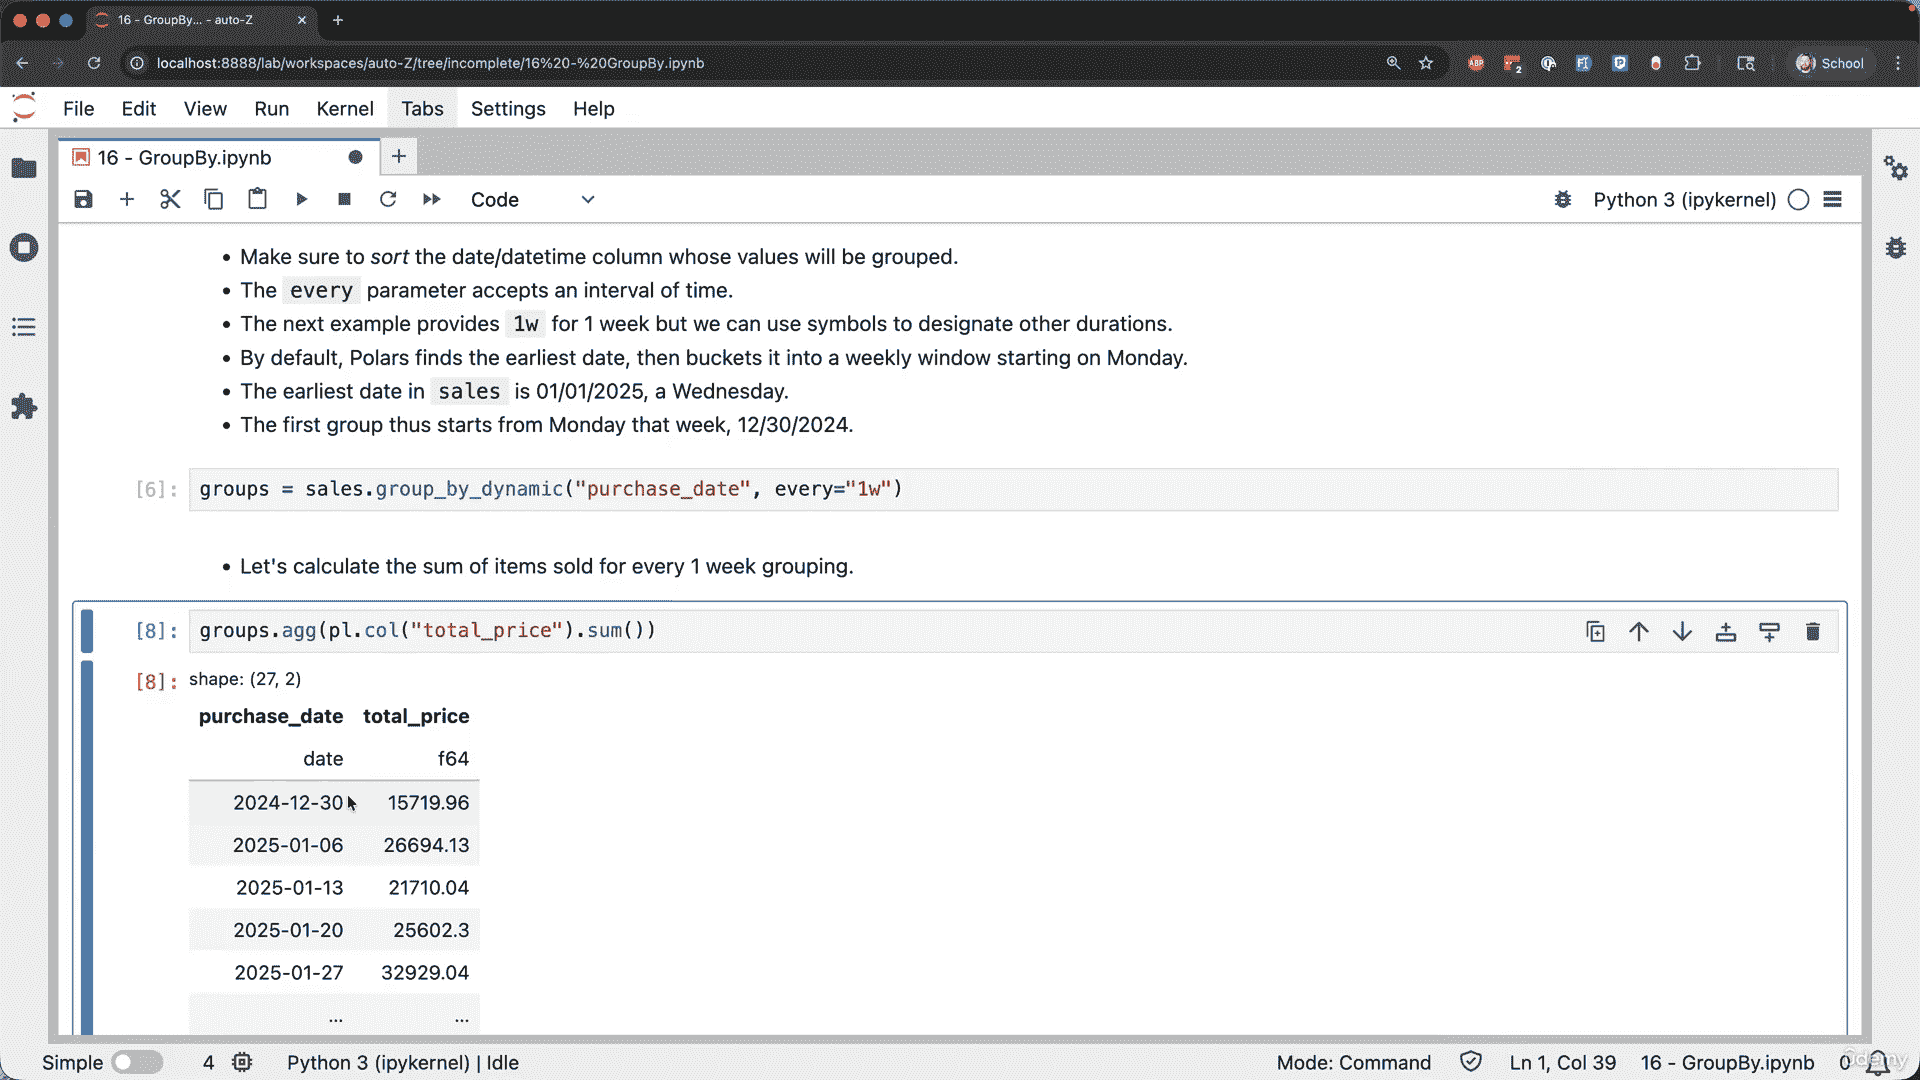 16 - GroupBy... - auto-Z
localhost:8888/lab/workspaces/auto-Z/tree/incomplete/16%20-%20GroupBy.ipynb
ABP
2
School
File Edit View Run Kernel Tabs Settings Help
16 - GroupBy.ipynb
Code
Python 3 (ipykernel)
• Make sure to sort the date/datetime column whose values will be grouped.
• The every parameter accepts an interval of time.
• The next example provides 1w for 1 week but we can use symbols to designate other durations.
• By default, Polars finds the earliest date, then buckets it into a weekly window starting on Monday.
• The earliest date in sales is 01/01/2025, a Wednesday.
• The first group thus starts from Monday that week, 12/30/2024.
[6]: groups = sales.group_by_dynamic("purchase_date", every="1w")
• Let's calculate the sum of items sold for every 1 week grouping.
[8]: groups.agg(pl.col("total_price").sum())
[8]: shape: (27, 2)
purchase_date total_price
date f64
2024-12-30 15719.96
2025-01-06 26694.13
2025-01-13 21710.04
2025-01-20 25602.3
2025-01-27 32929.04
... ...
Simple 4 Python 3 (ipykernel) | Idle Mode: Command Ln 1, Col 39 16 - GroupBy.ipynb 0
Udemy